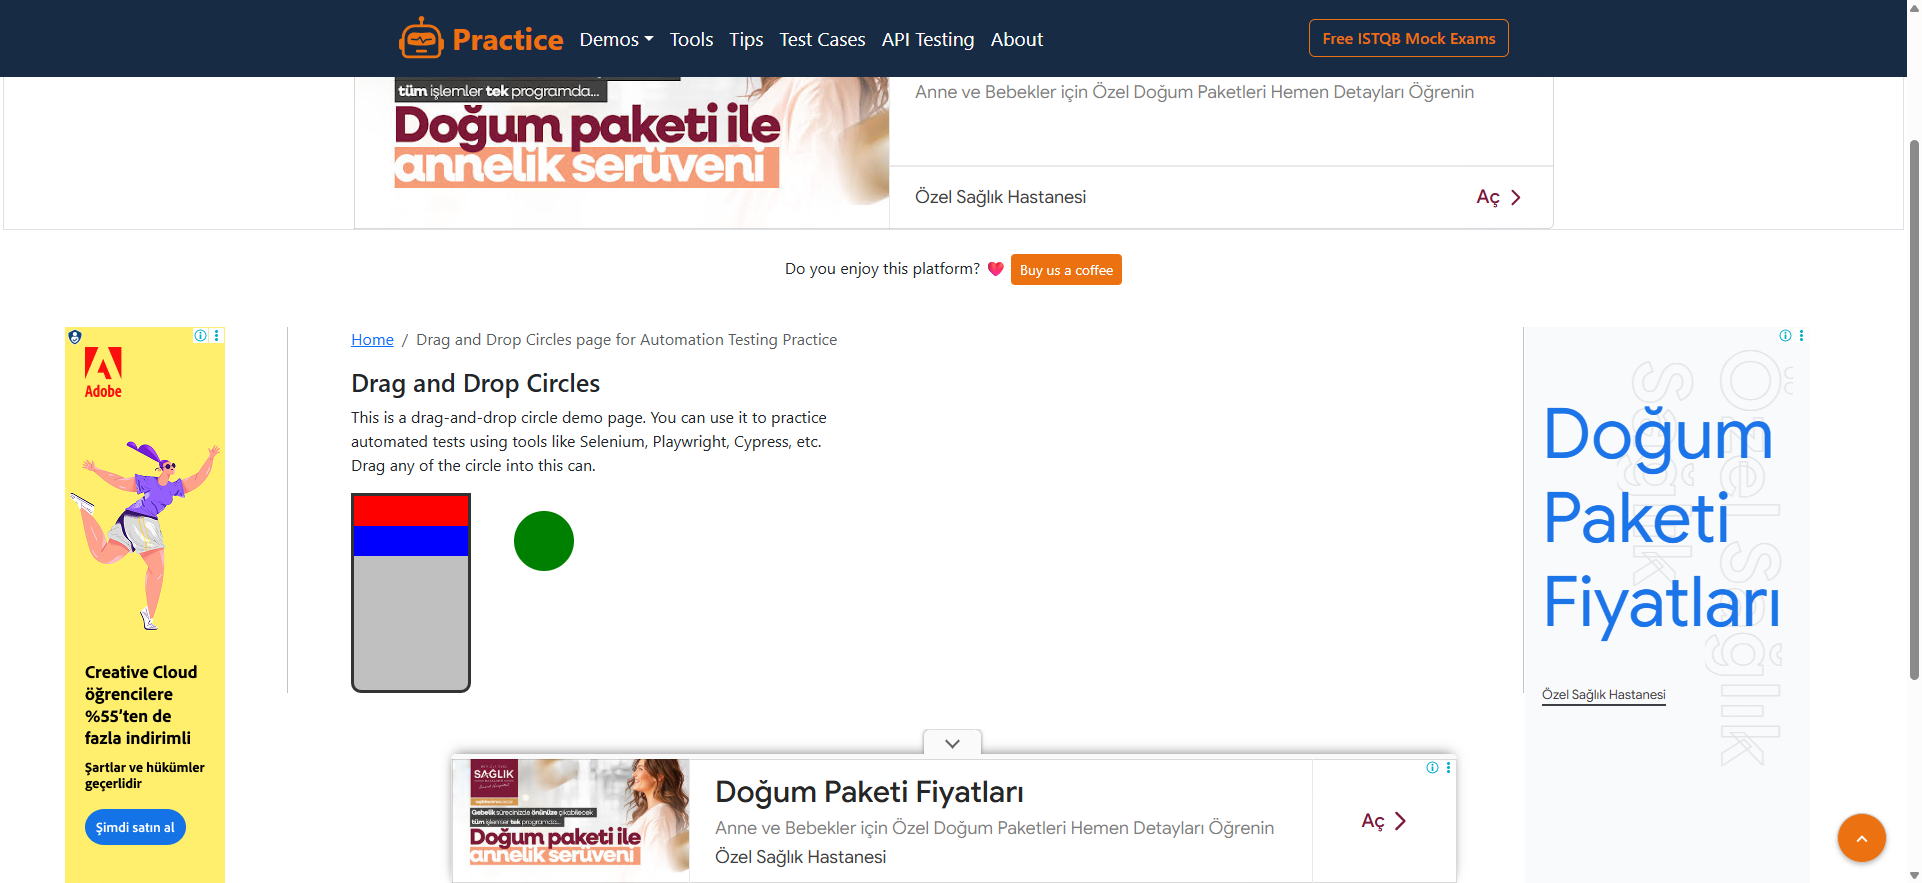 Practice
Demos
Tools
Tips
Test Cases
API Testing
About
Free ISTQB Mock Exams
tüm işlemler tek programda...
Doğum paketi ile
annelik serüveni
Anne ve Bebekler için Özel Doğum Paketleri Hemen Detayları Öğrenin
Özel Sağlık Hastanesi
Aç
Do you enjoy this platform?
Buy us a coffee
Adobe
Creative Cloud
öğrencilere
%55'ten de
fazla indirimli
Şartlar ve hükümler
geçerlidir
Şimdi satın al
Home / Drag and Drop Circles page for Automation Testing Practice
Drag and Drop Circles
This is a drag-and-drop circle demo page. You can use it to practice
automated tests using tools like Selenium, Playwright, Cypress, etc.
Drag any of the circle into this can.
Özel Sağlık
Özel Sağlık
Doğum
Paketi
Fiyatları
Özel Sağlık Hastanesi
SAĞLIK
Gebelik sürecinizde önünüze çıkabilecek
tüm işlemler tek programda...
Doğum paketi ile
annelik serüveni
Doğum Paketi Fiyatları
Anne ve Bebekler için Özel Doğum Paketleri Hemen Detayları Öğrenin
Özel Sağlık Hastanesi
Aç